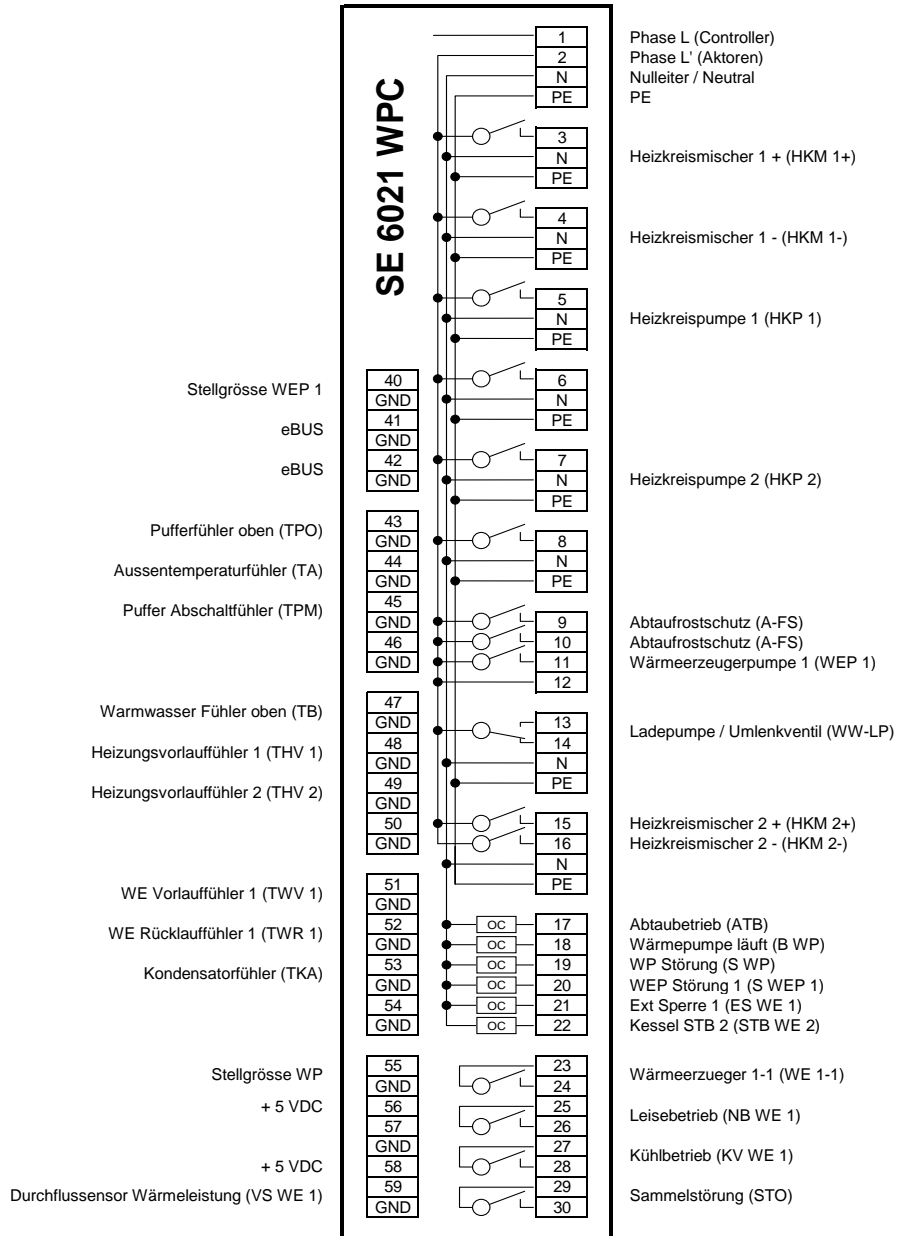 SE 6021 WPC
1 Phase L (Controller)
2 Phase L' (Aktoren)
N Nulleiter / Neutral
PE PE
3
N Heizkreismischer 1 + (HKM 1+)
PE
4
N Heizkreismischer 1 - (HKM 1-)
PE
5
N Heizkreispumpe 1 (HKP 1)
PE
6
N
PE
7
N Heizkreispumpe 2 (HKP 2)
PE
8
N
PE
9 Abtaufrostschutz (A-FS)
10 Abtaufrostschutz (A-FS)
11 Wärmeerzeugerpumpe 1 (WEP 1)
12
13
Ladepumpe / Umlenkventil (WW-LP)
14
N
PE
15 Heizkreismischer 2 + (HKM 2+)
16 Heizkreismischer 2 - (HKM 2-)
N
PE
OC 17 Abtaubetrieb (ATB)
OC 18 Wärmepumpe läuft (B WP)
OC 19 WP Störung (S WP)
OC 20 WEP Störung 1 (S WEP 1)
OC 21 Ext Sperre 1 (ES WE 1)
OC 22 Kessel STB 2 (STB WE 2)
23
Wärmeerzueger 1-1 (WE 1-1)
24
25
Leisebetrieb (NB WE 1)
26
27
Kühlbetrieb (KV WE 1)
28
29
Sammelstörung (STO)
30
40
Stellgrösse WEP 1
GND
41
eBUS
GND
42
eBUS
GND
43
Pufferfühler oben (TPO)
GND
44
Aussentemperaturfühler (TA)
GND
45
Puffer Abschaltfühler (TPM)
GND
46
GND
47
Warmwasser Fühler oben (TB)
GND
48
Heizungsvorlauffühler 1 (THV 1)
GND
49
Heizungsvorlauffühler 2 (THV 2)
GND
50
GND
51
WE Vorlauffühler 1 (TWV 1)
GND
52
WE Rücklauffühler 1 (TWR 1)
GND
53
Kondensatorfühler (TKA)
GND
54
GND
55
Stellgrösse WP
GND
+ 5 VDC 56
57
GND
+ 5 VDC 58
59
Durchflussensor Wärmeleistung (VS WE 1)
GND